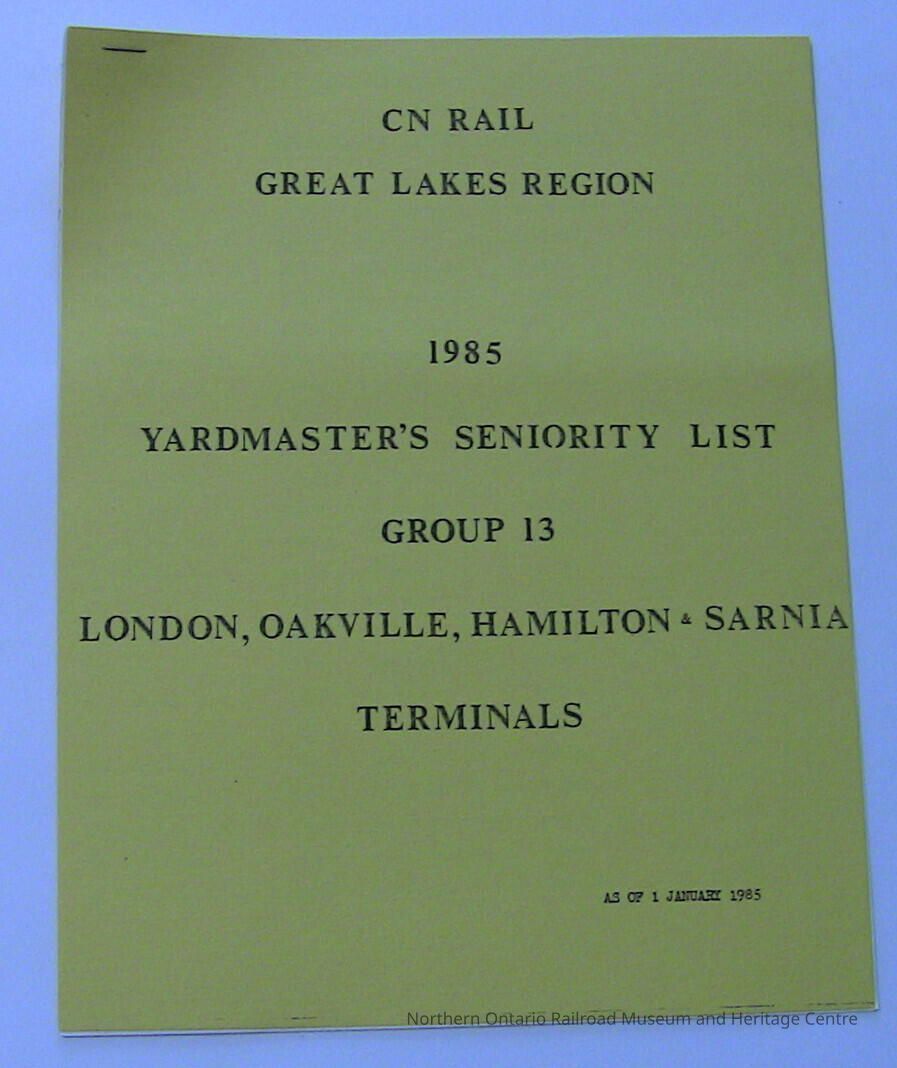 CN RAIL
GREAT LAKES REGION
1985
YARDMASTER'S SENIORITY LIST
GROUP 13
LONDON, OAKVILLE, HAMILTON & SARNIA
TERMINALS
AS OF 1 JANUARY 1985
Northern Ontario Railroad Museum and Heritage Centre